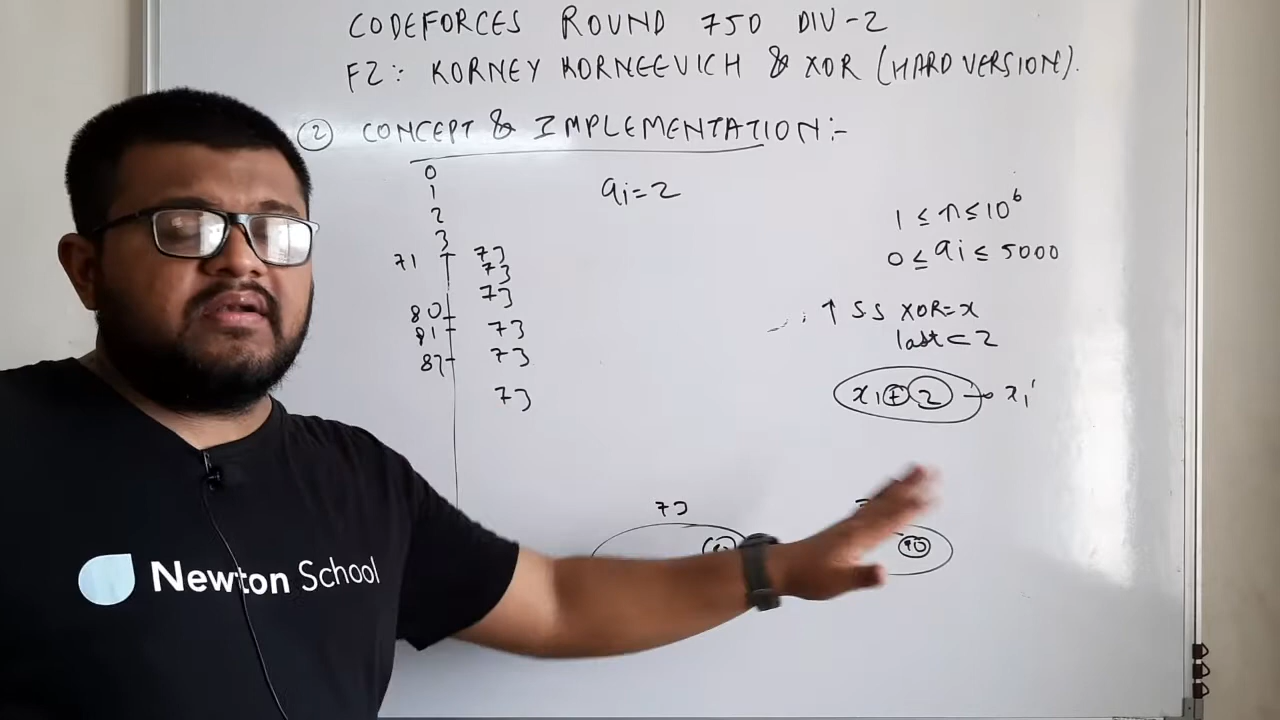 CODEFORCES ROUND 750 DIV-2
F2:- KORNEY KORNEEVICH & XOR (HARD VERSION).
② CONCEPT & IMPLEMENTATION:-
0
1
2
3
71
80
81
87
73
73
73
73
73
73
ai=2
1 ≤ n ≤ 10⁶
0 ≤ ai ≤ 5000
↑ SS XOR=x
last < 2
x1 ⊕ 2 → x1'
73
90
Newton School